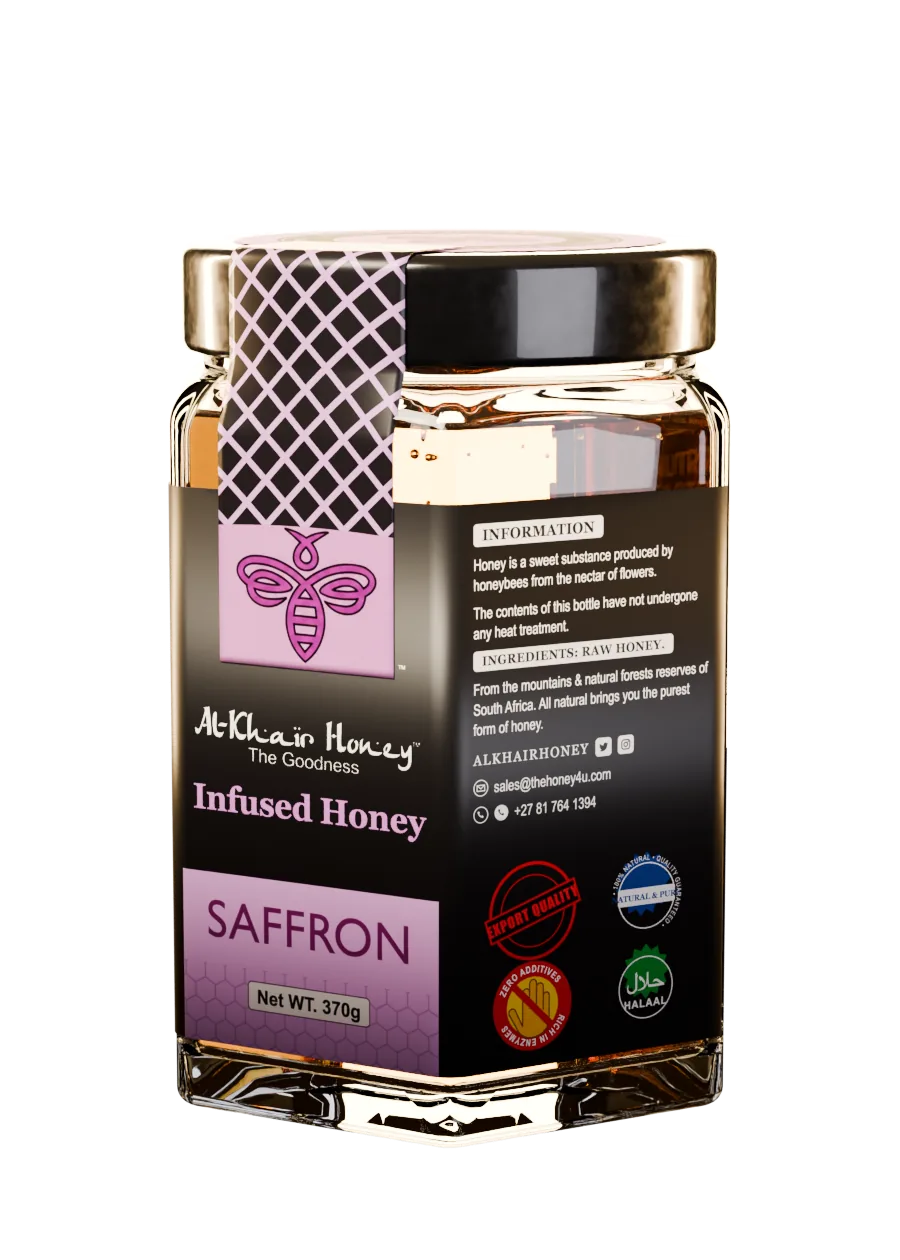 Al-Khair Honey™
The Goodness
Infused Honey
SAFFRON
Net WT. 370g
™
INFORMATION
Honey is a sweet substance produced by
honeybees from the nectar of flowers.
The contents of this bottle have not undergone
any heat treatment.
INGREDIENTS: RAW HONEY.
From the mountains & natural forests reserves of
South Africa. All natural brings you the purest
form of honey.
ALKHAIRHONEY
sales@thehoney4u.com
+27 81 764 1394
EXPORT QUALITY
100% NATURAL • QUALITY GUARANTEED •
ATURAL & PUR
ZERO ADDITIVES
RICH IN ENZYMES
حلال
HALAAL